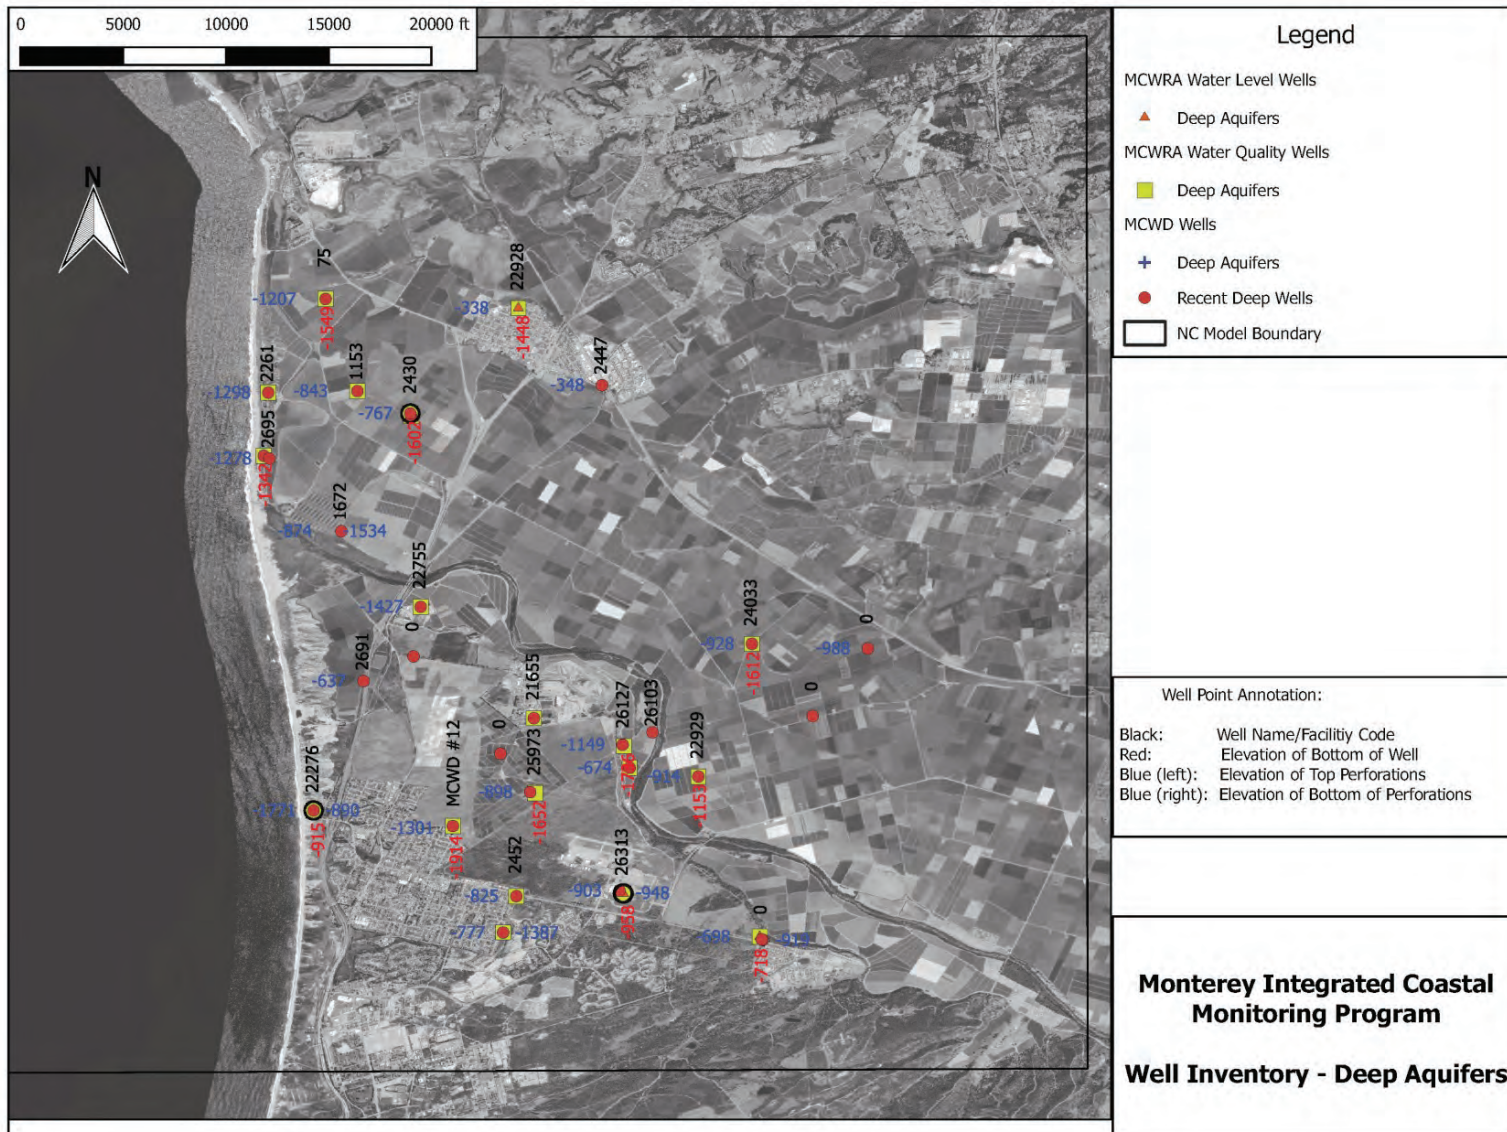 0 5000 10000 15000 20000 ft
N
75
-1207
-1549
22928
-338
-1448
2447
-348
2261
-1298
1153
-843
2430
-767
-1602
2695
-1278
1672
-874
-1534
22755
-1427
0
2691
-637
24033
-928
-1612
0
-988
0
21655
0
26127
-1149
26103
-674
22929
-914
-1153
25973
-898
-1652
22276
-890
-915
MCWD #12
-1301
-1914
2452
-825
-777
-1387
26313
-903
-948
-958
0
-698
-718
Legend
MCWRA Water Level Wells
Deep Aquifers
MCWRA Water Quality Wells
Deep Aquifers
MCWD Wells
Deep Aquifers
Recent Deep Wells
NC Model Boundary
Well Point Annotation:
Black: Well Name/Facilitiy Code
Red: Elevation of Bottom of Well
Blue (left): Elevation of Top Perforations
Blue (right): Elevation of Bottom of Perforations
Monterey Integrated Coastal
Monitoring Program
Well Inventory - Deep Aquifers